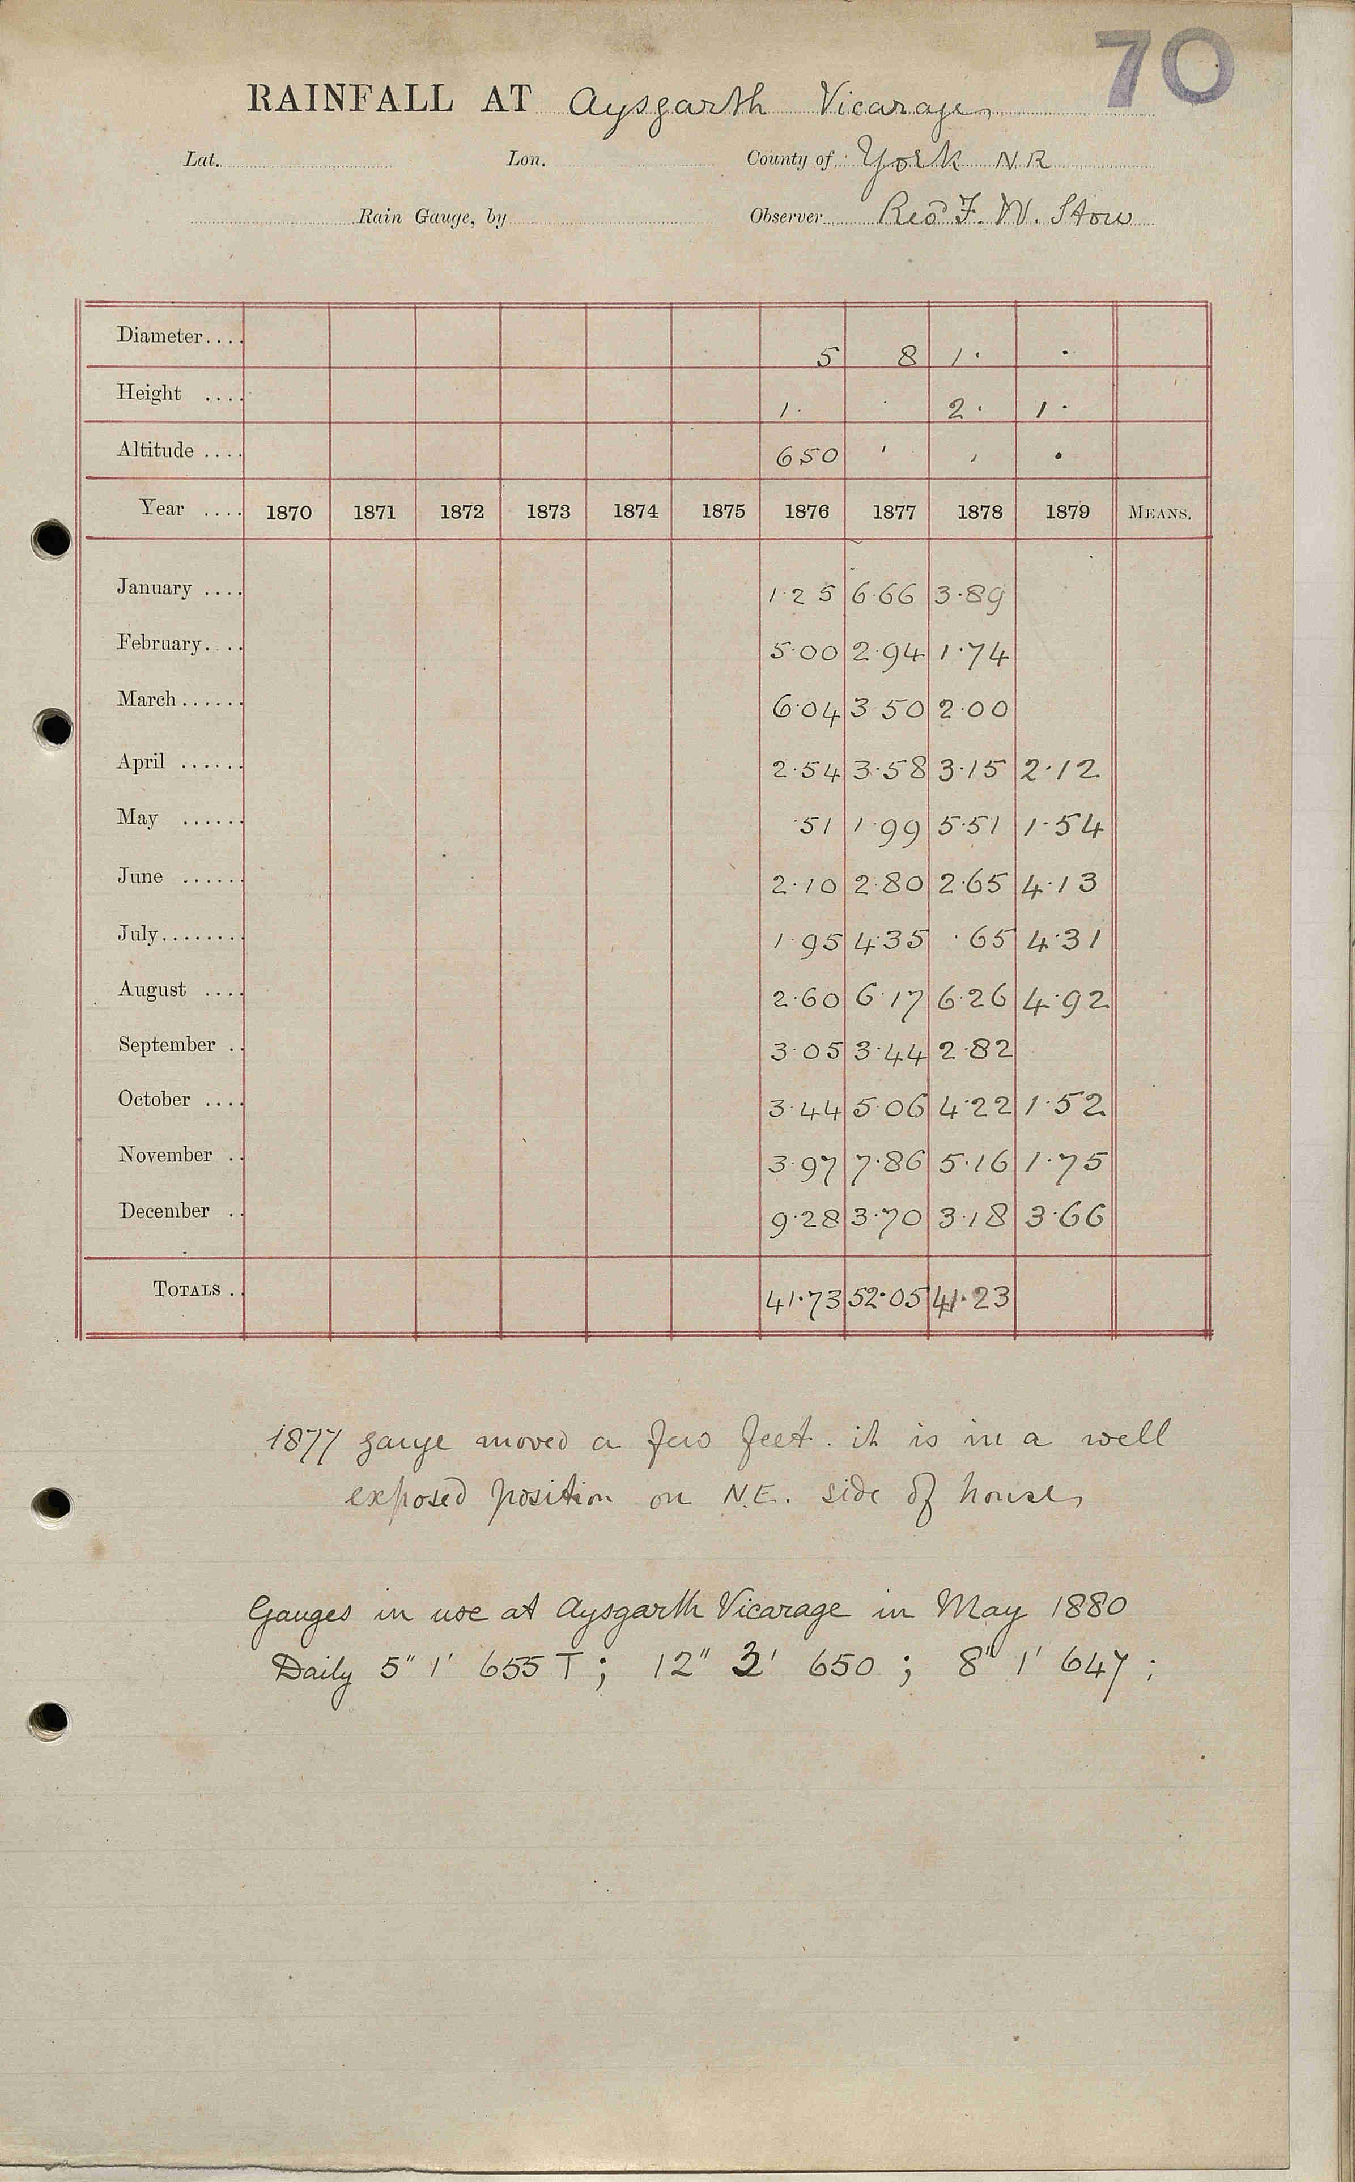 70
RAINFALL AT Aysgarth Vicarage
Lat. Lon. County of York NR
Rain Gauge, by Observer Revd F. W. Stow
Diameter.... 5 8 1· ·
Height .... 1· · 2· 1·
Altitude .... 650 ' , ·
Year .... 1870 1871 1872 1873 1874 1875 1876 1877 1878 1879 MEANS.
January .... 1·25 6·66 3·89
February.... 5·00 2·94 1·74
March...... 6·04 3·50 2·00
April ...... 2·54 3·58 3·15 2·12
May ...... ·51 1·99 5·51 1·54
June ...... 2·10 2·80 2·65 4·13
July........ 1·95 4·35 ·65 4·31
August .... 2·60 6·17 6·26 4·92
September .. 3·05 3·44 2·82
October .... 3·44 5·06 4·22 1·52
November .. 3·97 7·86 5·16 1·75
December .. 9·28 3·70 3·18 3·66
TOTALS .. 41·73 52·05 41·23
1877 gauge moved a few feet. it is in a well
exposed position on N.E. side of house
Gauges in use at Aysgarth Vicarage in May 1880
Daily 5" 1' 655 T ; 12" 2' 650 ; 8" 1' 647 ;